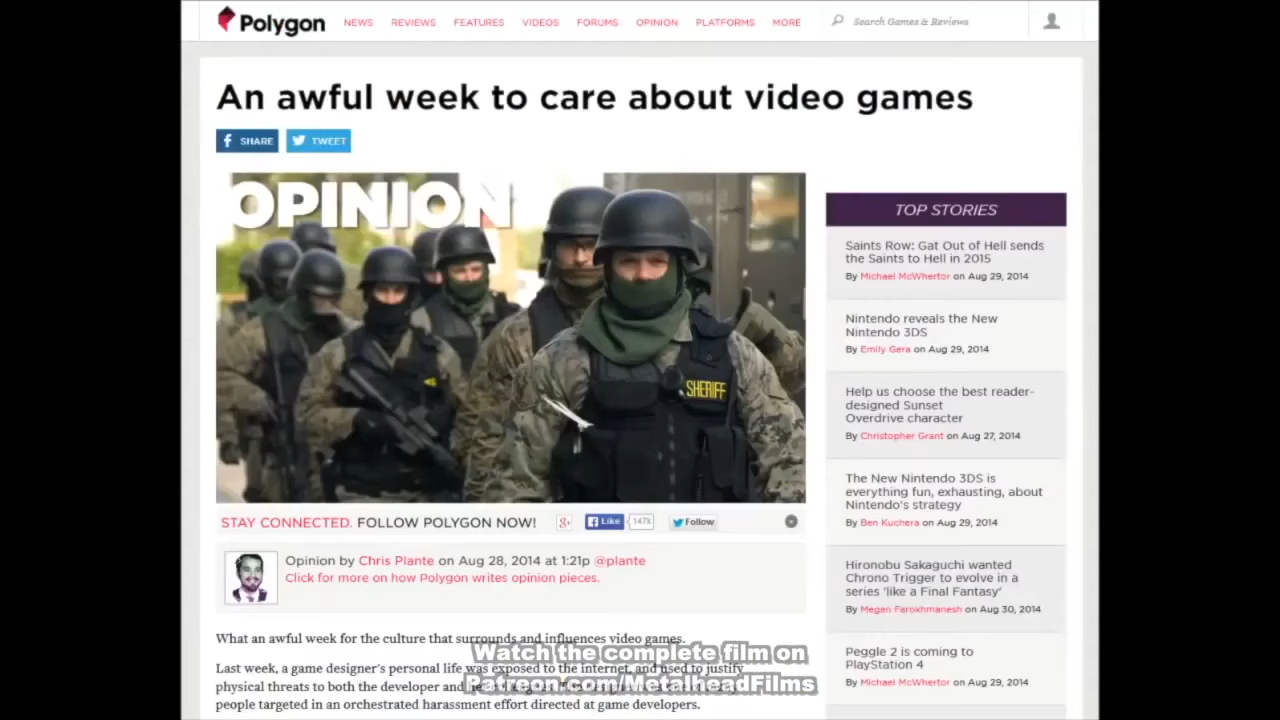 Polygon
NEWS REVIEWS FEATURES VIDEOS FORUMS OPINION PLATFORMS MORE Search Games & Reviews
An awful week to care about video games
SHARE TWEET
OPINION
SHERIFF
STAY CONNECTED. FOLLOW POLYGON NOW! g+ Like 147k Follow
Opinion by Chris Plante on Aug 28, 2014 at 1:21p @plante
Click for more on how Polygon writes opinion pieces.
What an awful week for the culture that surrounds and influences video games.
Last week, a game designer's personal life was exposed to the internet, and used to justify
physical threats to both the developer and
people targeted in an orchestrated harassment effort directed at game developers.
Watch the complete film on
Patreon.com/MetalheadFilms
TOP STORIES
Saints Row: Gat Out of Hell sends
the Saints to Hell in 2015
By Michael McWhertor on Aug 29, 2014
Nintendo reveals the New
Nintendo 3DS
By Emily Gera on Aug 29, 2014
Help us choose the best reader-
designed Sunset
Overdrive character
By Christopher Grant on Aug 27, 2014
The New Nintendo 3DS is
everything fun, exhausting, about
Nintendo's strategy
By Ben Kuchera on Aug 29, 2014
Hironobu Sakaguchi wanted
Chrono Trigger to evolve in a
series 'like a Final Fantasy'
By Megan Farokhmanesh on Aug 30, 2014
Peggle 2 is coming to
PlayStation 4
By Michael McWhertor on Aug 29, 2014